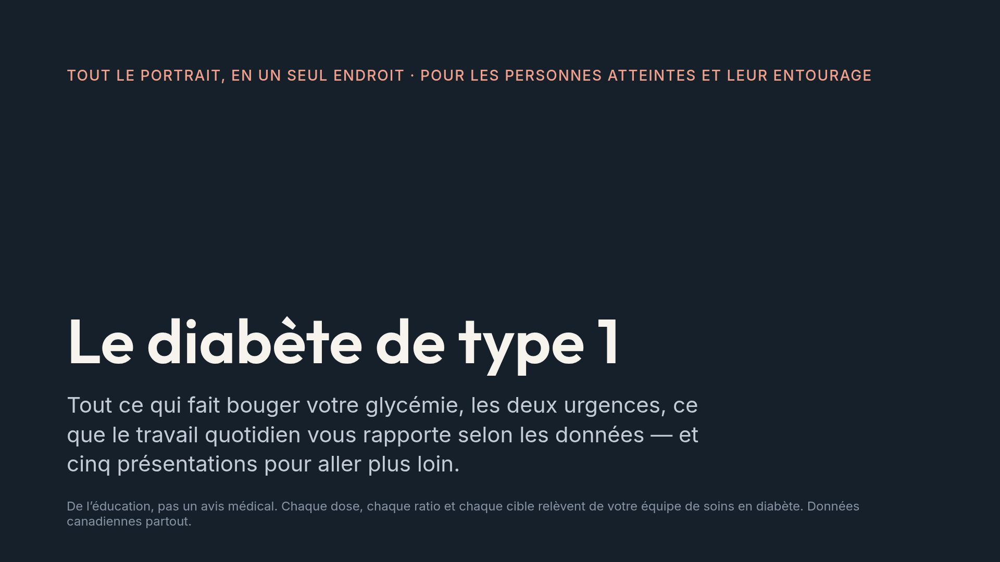 TOUT LE PORTRAIT, EN UN SEUL ENDROIT · POUR LES PERSONNES ATTEINTES ET LEUR ENTOURAGE
Le diabète de type 1
Tout ce qui fait bouger votre glycémie, les deux urgences, ce
que le travail quotidien vous rapporte selon les données — et
cinq présentations pour aller plus loin.
De l’éducation, pas un avis médical. Chaque dose, chaque ratio et chaque cible relèvent de votre équipe de soins en diabète. Données
canadiennes partout.